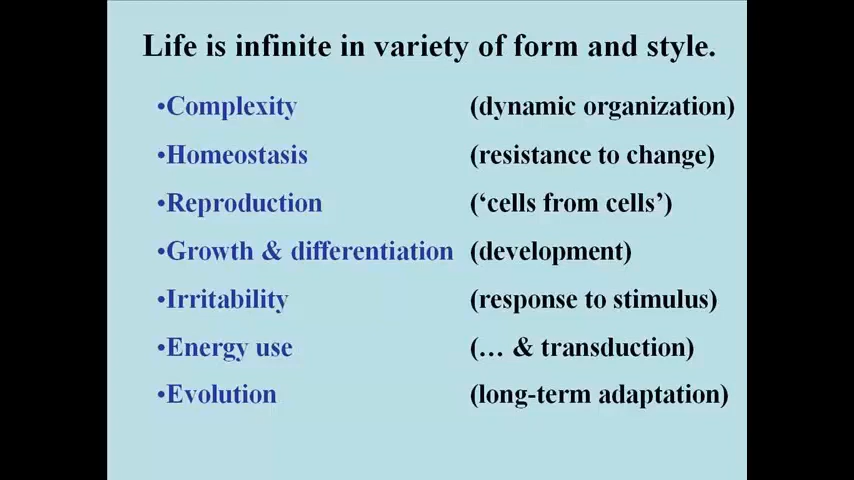 Life is infinite in variety of form and style.
•Complexity (dynamic organization)
•Homeostasis (resistance to change)
•Reproduction (‘cells from cells’)
•Growth & differentiation (development)
•Irritability (response to stimulus)
•Energy use (… & transduction)
•Evolution (long-term adaptation)